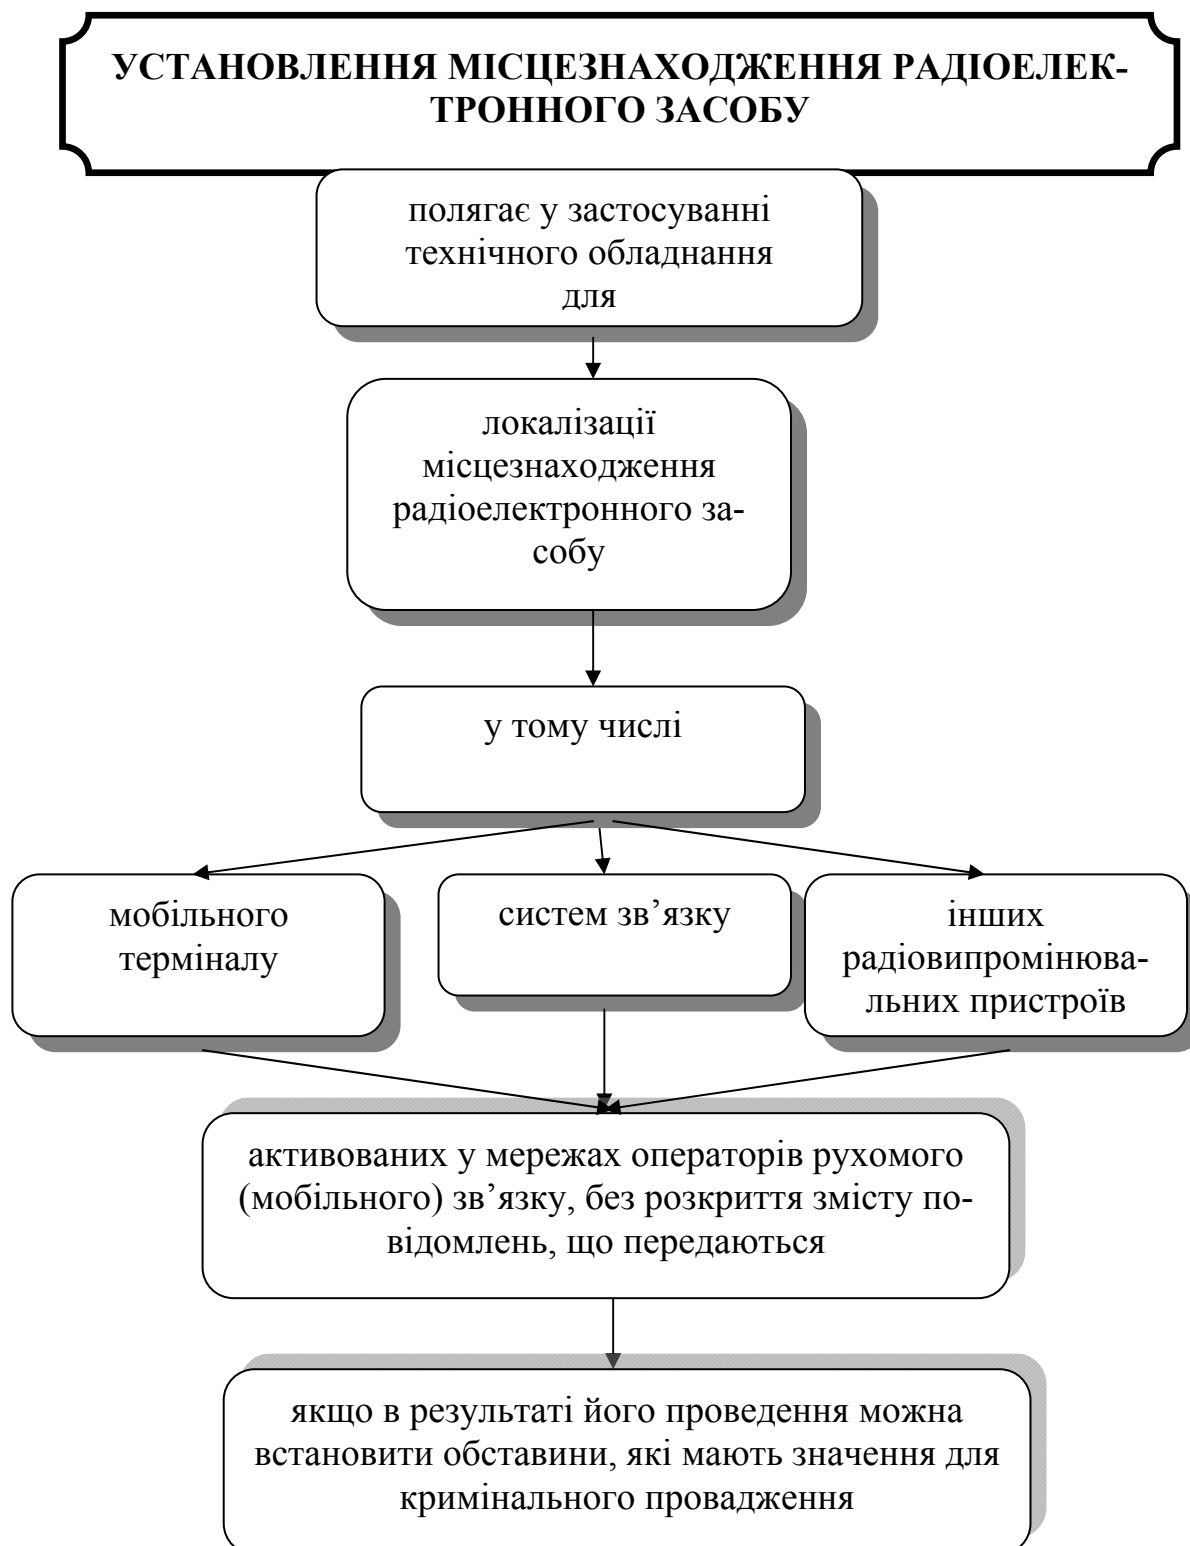 УСТАНОВЛЕННЯ МІСЦЕЗНАХОДЖЕННЯ РАДІОЕЛЕК-
ТРОННОГО ЗАСОБУ
полягає у застосуванні
технічного обладнання
для
локалізації
місцезнаходження
радіоелектронного за-
собу
у тому числі
мобільного
терміналу
систем зв’язку
інших
радіовипромінюва-
льних пристроїв
активованих у мережах операторів рухомого
(мобільного) зв’язку, без розкриття змісту по-
відомлень, що передаються
якщо в результаті його проведення можна
встановити обставини, які мають значення для
кримінального провадження